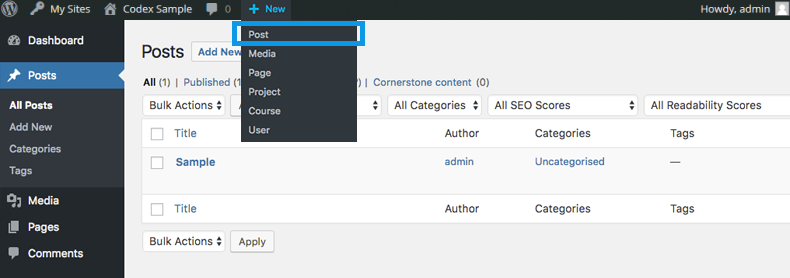 My Sites Codex Sample 0 + New Howdy, admin
Dashboard
Posts
All Posts
Add New
Categories
Tags
Media
Pages
Comments
Post
Media
Page
Project
Course
User
Posts Add New
All (1) | Published (1 ) | Cornerstone content (0)
Bulk Actions All Categories All SEO Scores All Readability Scores
Title Author Categories Tags
Sample admin Uncategorised —
Title Author Categories Tags
Bulk Actions Apply